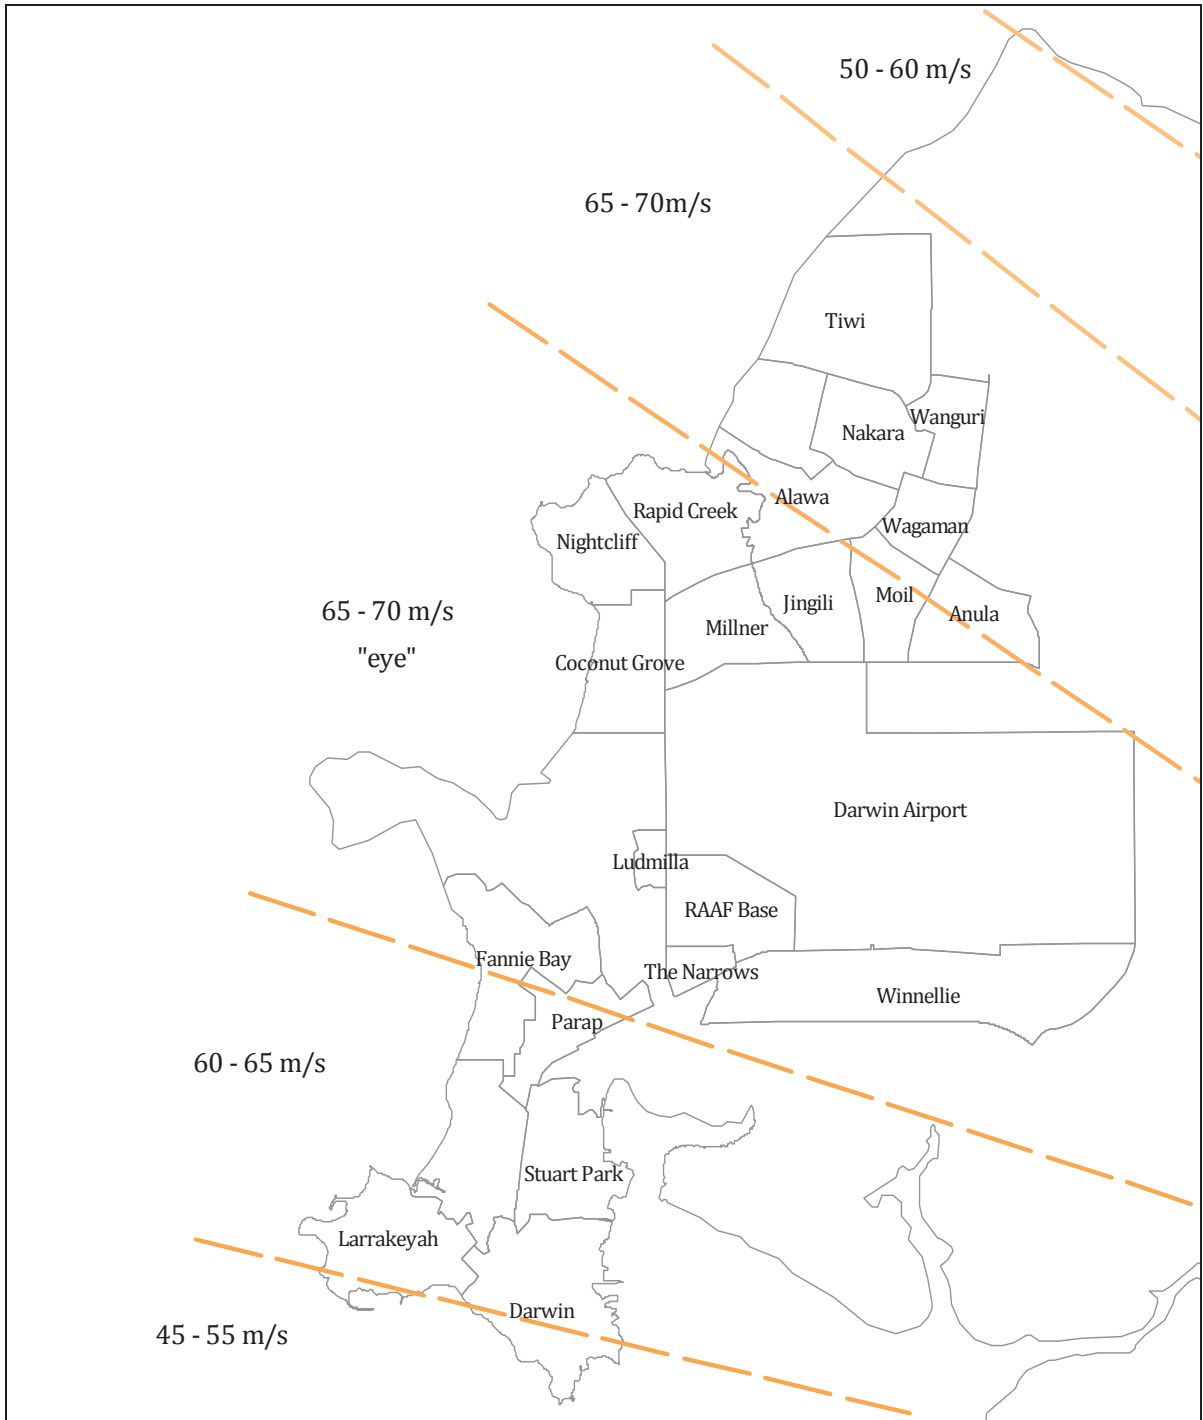 50 - 60 m/s
65 - 70m/s
Tiwi
Wanguri
Nakara
Alawa
Rapid Creek
Wagaman
Nightcliff
Moil
Jingili
65 - 70 m/s
Anula
Millner
"eye"
Coconut Grove
Darwin Airport
Ludmilla
RAAF Base
Fannie Bay
The Narrows
Winnellie
Parap
60 - 65 m/s
Stuart Park
Larrakeyah
Darwin
45 - 55 m/s